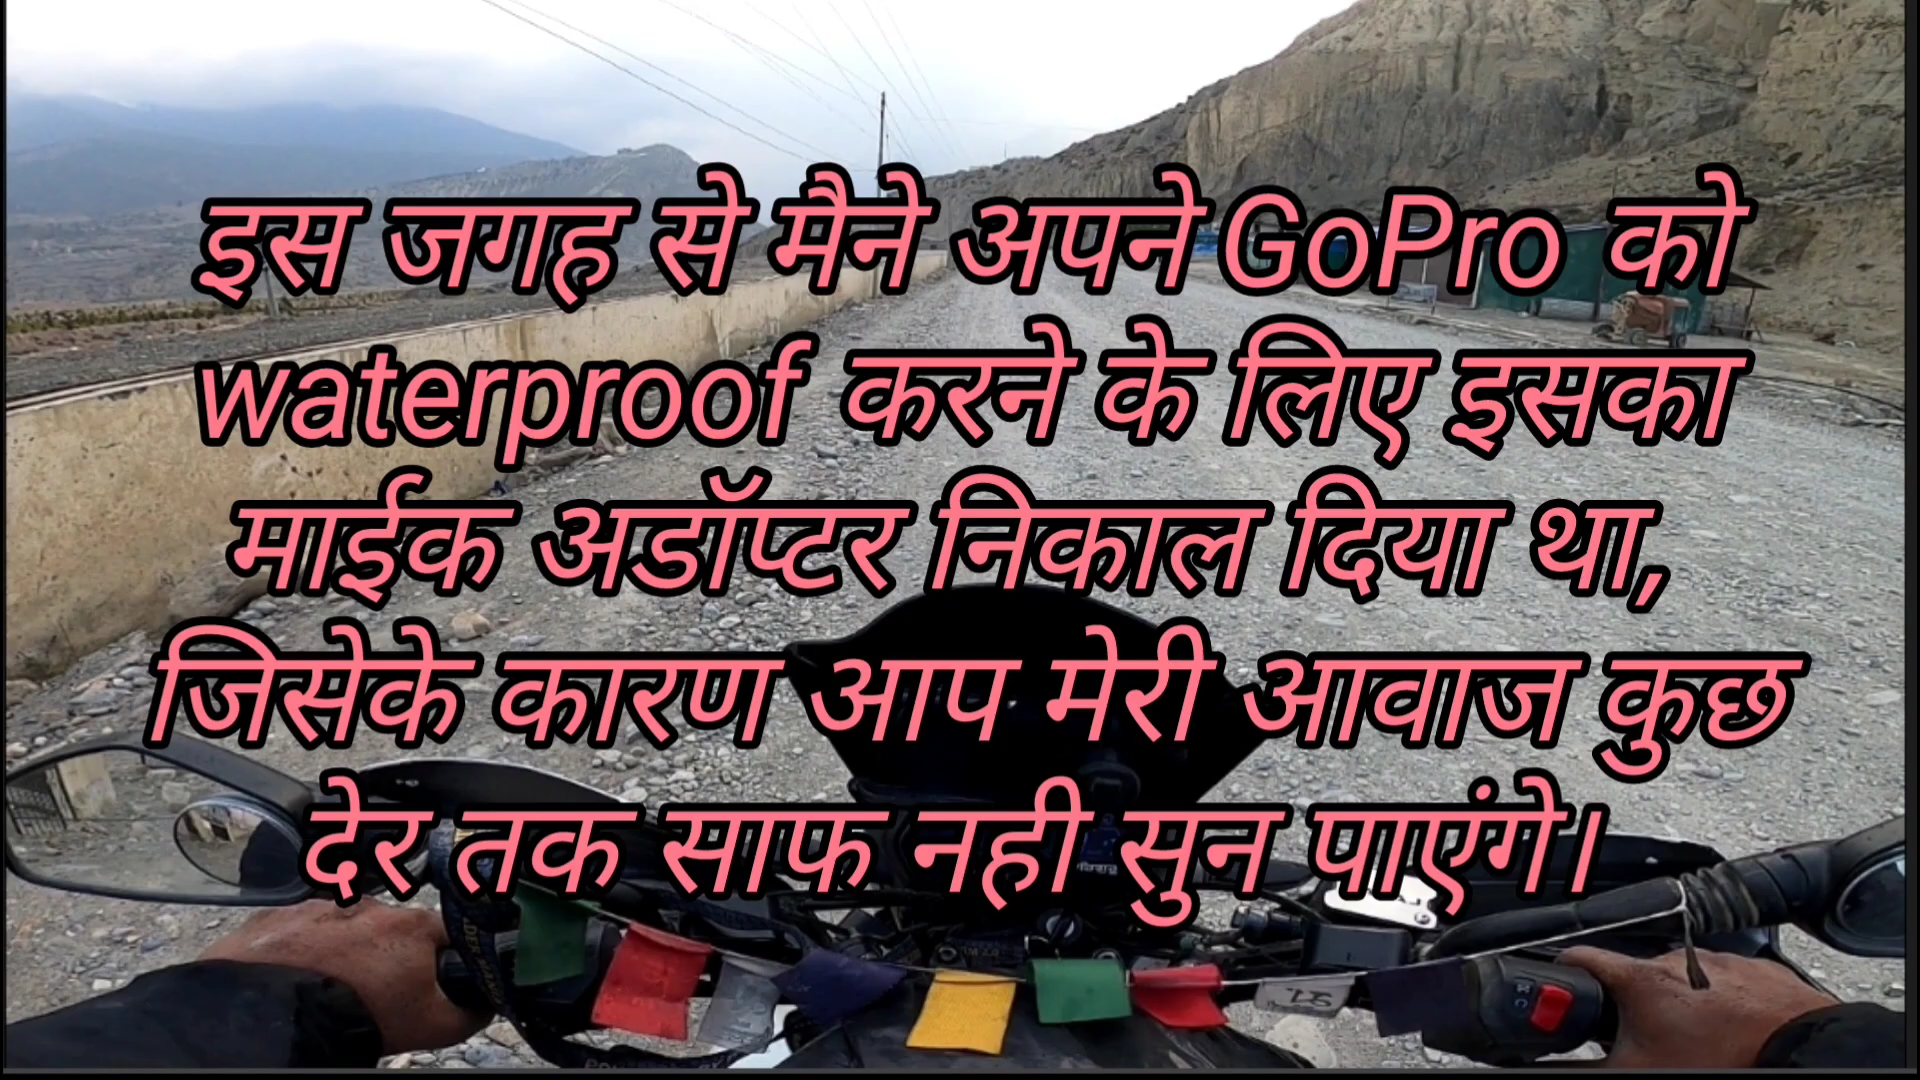 इस जगह से मैने अपने GoPro को
waterproof करने के लिए इसका
माईक अडॉप्टर निकाल दिया था,
जिसेके कारण आप मेरी आवाज कुछ
देर तक साफ नही सुन पाएंगे।